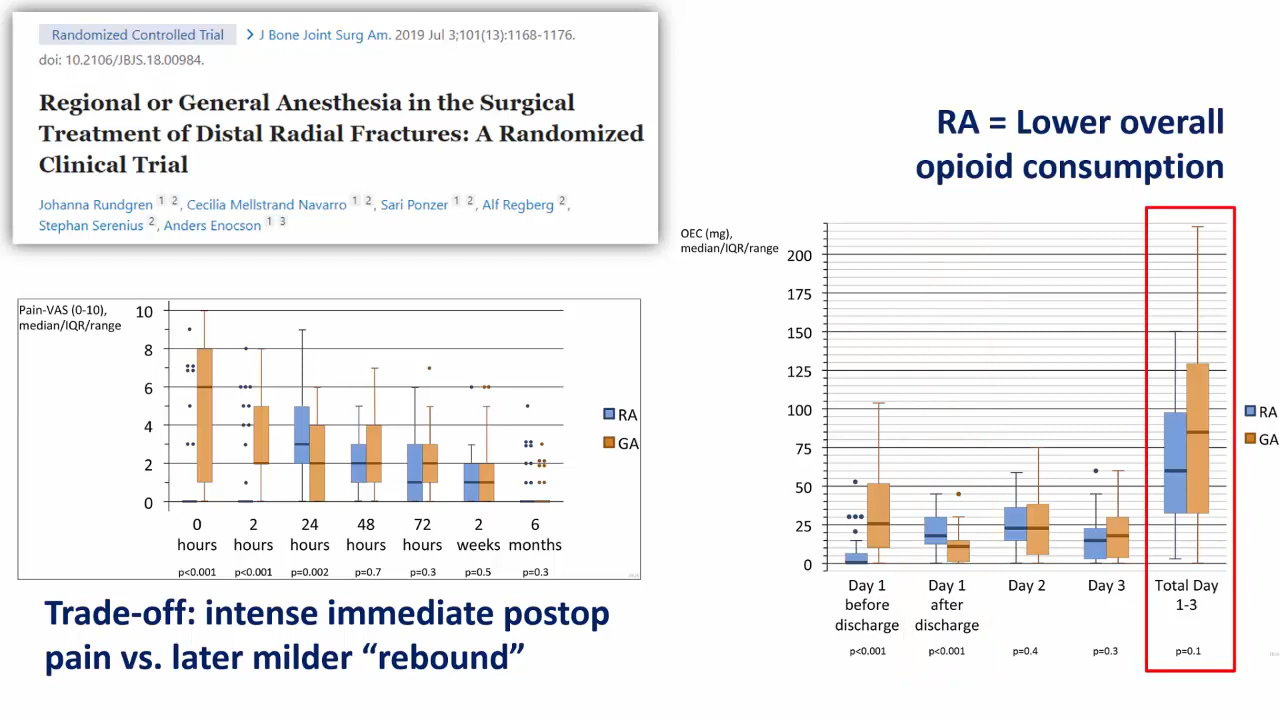 Randomized Controlled Trial > J Bone Joint Surg Am. 2019 Jul 3;101(13):1168-1176.
doi: 10.2106/JBJS.18.00984.
Regional or General Anesthesia in the Surgical
Treatment of Distal Radial Fractures: A Randomized
Clinical Trial
Johanna Rundgren 1 2, Cecilia Mellstrand Navarro 1 2, Sari Ponzer 1 2, Alf Regberg 2,
Stephan Serenius 2, Anders Enocson 1 3
RA = Lower overall
opioid consumption
Pain-VAS (0-10),
median/IQR/range
10
8
6
4
2
0
0 2 24 48 72 2 6
hours hours hours hours hours weeks months
p<0.001 p<0.001 p=0.002 p=0.7 p=0.3 p=0.5 p=0.3
RA
GA
Trade-off: intense immediate postop
pain vs. later milder “rebound”
OEC (mg),
median/IQR/range
200
175
150
125
100
75
50
25
0
Day 1 Day 1 Day 2 Day 3 Total Day
before after 1-3
discharge discharge
p<0.001 p<0.001 p=0.4 p=0.3 p=0.1
RA
GA